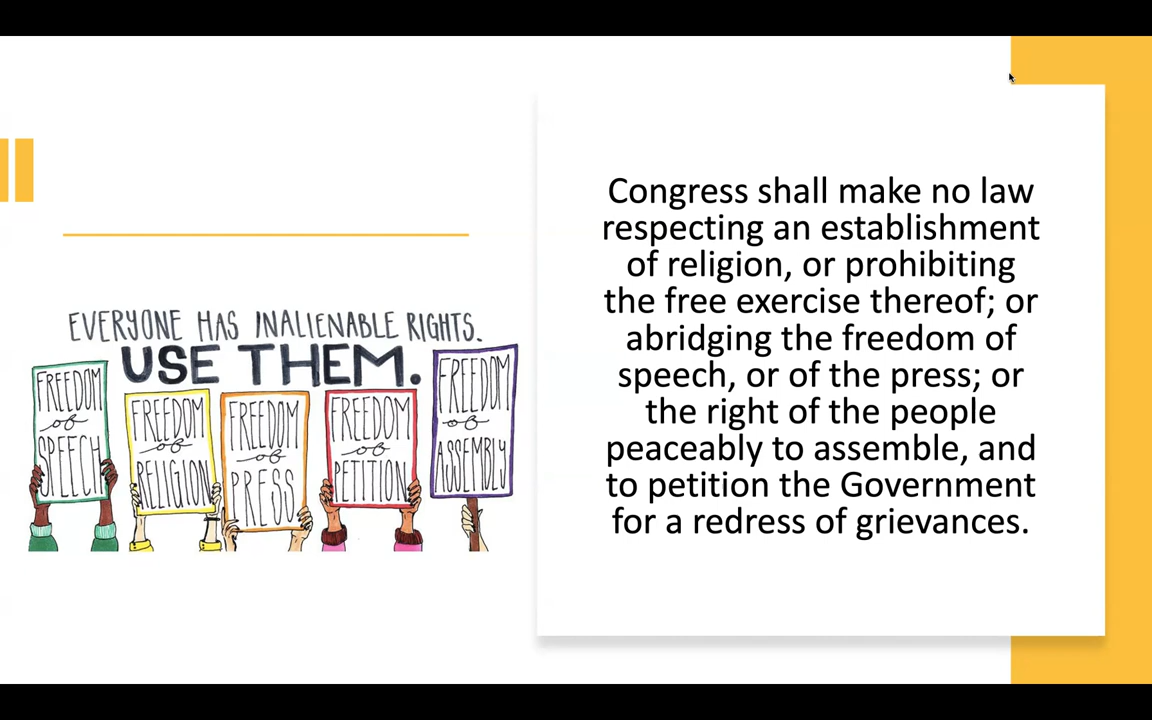 EVERYONE HAS INALIENABLE RIGHTS.
USE THEM.
FREEDOM
of
SPEECH
FREEDOM
of
RELIGION
FREEDOM
of
PRESS
FREEDOM
of
PETITION
FREEDOM
of
ASSEMBLY
Congress shall make no law
respecting an establishment
of religion, or prohibiting
the free exercise thereof; or
abridging the freedom of
speech, or of the press; or
the right of the people
peaceably to assemble, and
to petition the Government
for a redress of grievances.